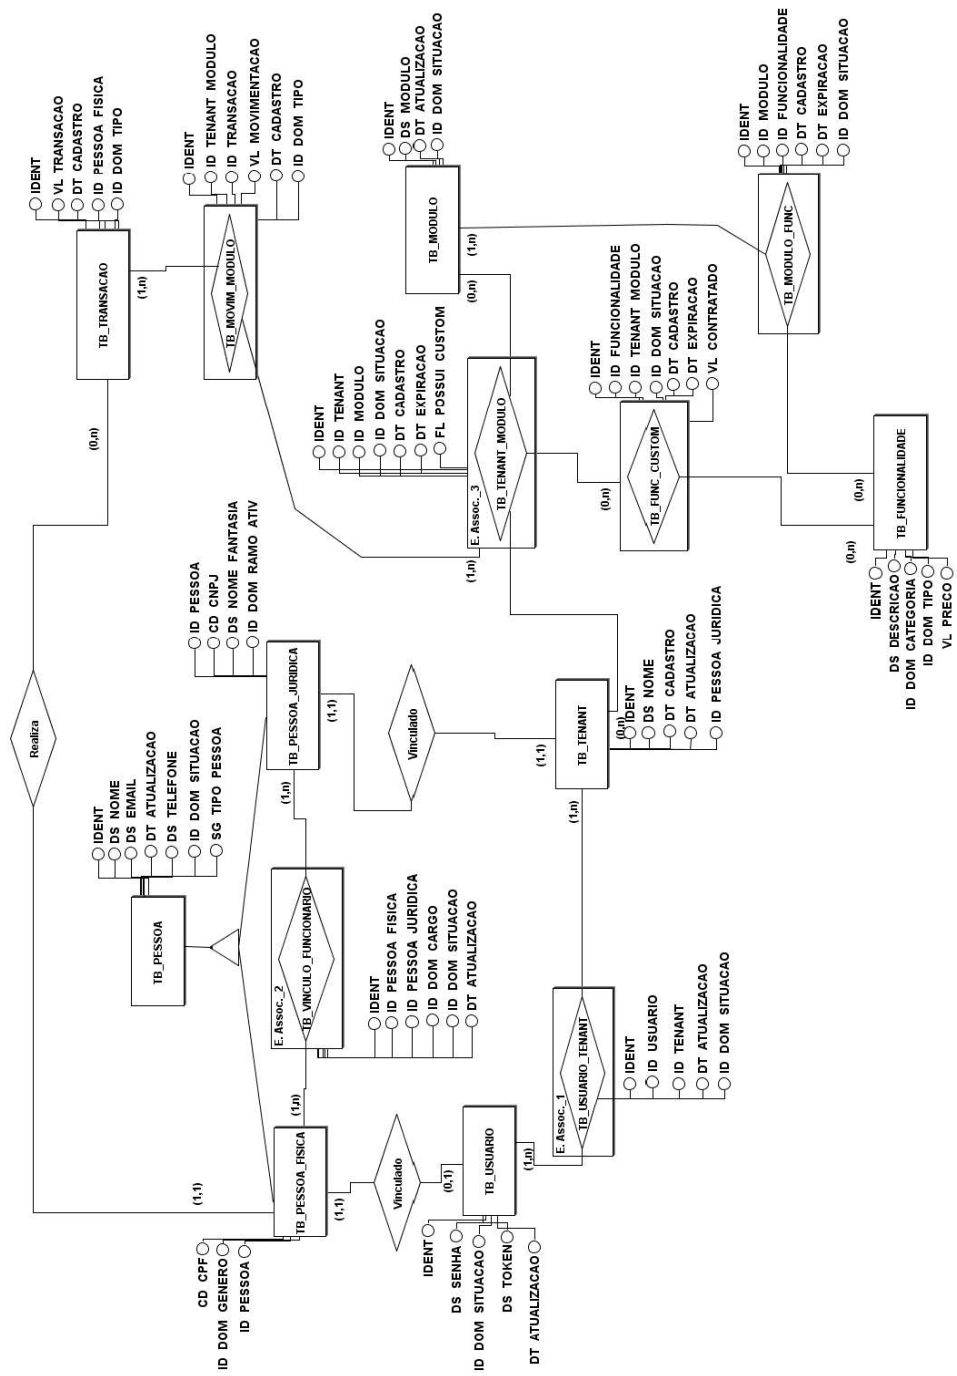 CD CPF
ID DOM GENERO
ID PESSOA
TB_PESSOA_FISICA
(1,1)
(1,1)
(1,n)
Realiza
TB_PESSOA
IDENT
DS NOME
DS EMAIL
DT ATUALIZACAO
DS TELEFONE
ID DOM SITUACAO
SG TIPO PESSOA
E. Assoc._2
TB_VINCULO_FUNCIONARIO
IDENT
ID PESSOA FISICA
ID PESSOA JURIDICA
ID DOM CARGO
ID DOM SITUACAO
DT ATUALIZACAO
(1,n)
TB_PESSOA_JURIDICA
(1,1)
ID PESSOA
CD CNPJ
DS NOME FANTASIA
ID DOM RAMO ATIV
(0,n)
TB_TRANSACAO
(1,n)
IDENT
VL TRANSACAO
DT CADASTRO
ID PESSOA FISICA
ID DOM TIPO
TB_MOVIM_MODULO
IDENT
ID TENANT MODULO
ID TRANSACAO
VL MOVIMENTACAO
DT CADASTRO
ID DOM TIPO
Vinculado
(0,1)
TB_USUARIO
(1,n)
IDENT
DS SENHA
ID DOM SITUACAO
DS TOKEN
DT ATUALIZACAO
E. Assoc._1
TB_USUARIO_TENANT
IDENT
ID USUARIO
ID TENANT
DT ATUALIZACAO
ID DOM SITUACAO
Vinculado
(1,1)
(1,n)
TB_TENANT
(0,n)
IDENT
DS NOME
DT CADASTRO
DT ATUALIZACAO
ID PESSOA JURIDICA
(1,n)
E. Assoc._3
TB_TENANT_MODULO
IDENT
ID TENANT
ID MODULO
ID DOM SITUACAO
DT CADASTRO
DT EXPIRACAO
FL POSSUI CUSTOM
TB_MODULO
(0,n)
(1,n)
IDENT
DS MODULO
DT ATUALIZACAO
ID DOM SITUACAO
(0,n)
TB_FUNC_CUSTOM
IDENT
ID FUNCIONALIDADE
ID TENANT MODULO
ID DOM SITUACAO
DT CADASTRO
DT EXPIRACAO
VL CONTRATADO
TB_MODULO_FUNC
IDENT
ID MODULO
ID FUNCIONALIDADE
DT CADASTRO
DT EXPIRACAO
ID DOM SITUACAO
(0,n)
(0,n)
TB_FUNCIONALIDADE
IDENT
DS DESCRICAO
ID DOM CATEGORIA
ID DOM TIPO
VL PRECO